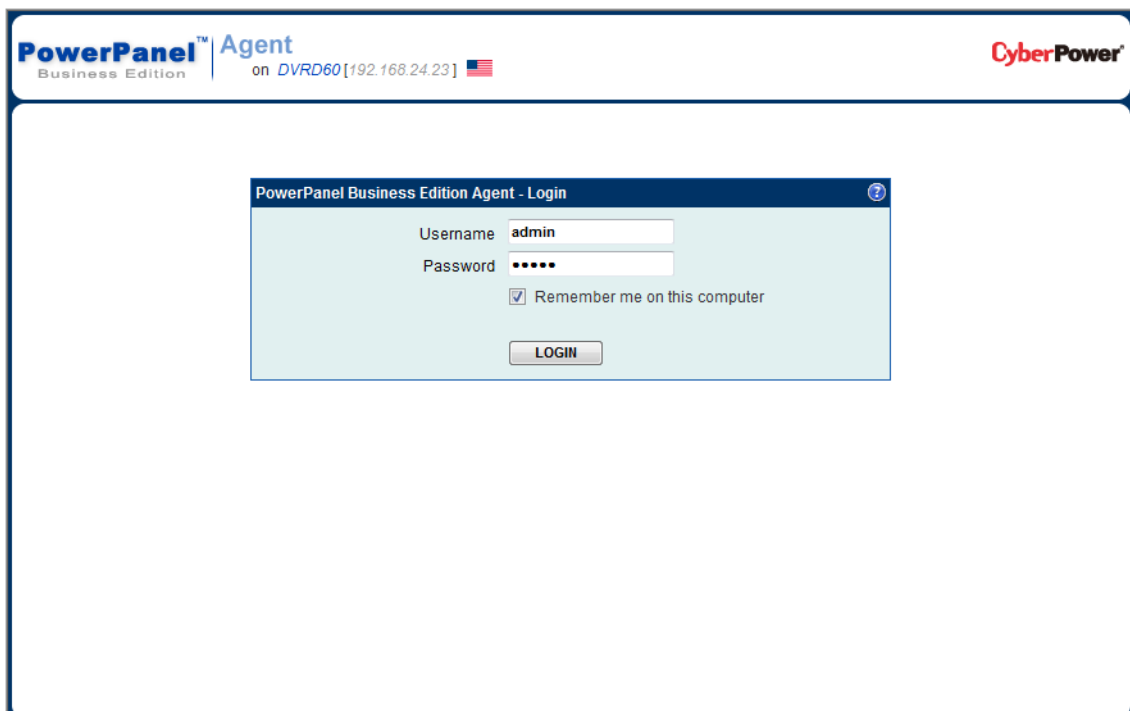 PowerPanel™ Agent
Business Edition on DVRD60 [192.168.24.23]
CyberPower®
PowerPanel Business Edition Agent - Login ?
Username admin
Password •••••
Remember me on this computer
LOGIN